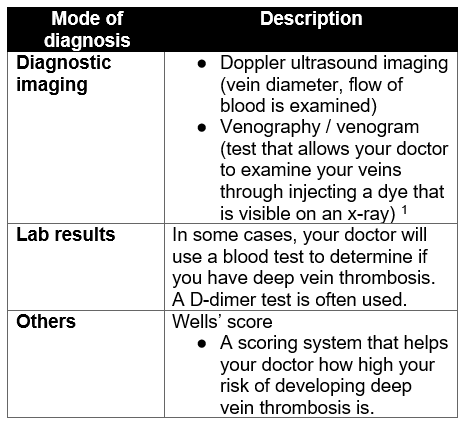 Mode of diagnosis
Description
Diagnostic imaging
● Doppler ultrasound imaging
(vein diameter, flow of
blood is examined)
● Venography / venogram
(test that allows your doctor
to examine your veins
through injecting a dye that
is visible on an x-ray) 1
Lab results
In some cases, your doctor will
use a blood test to determine if
you have deep vein thrombosis.
A D-dimer test is often used.
Others
Wells’ score
● A scoring system that helps
your doctor how high your
risk of developing deep
vein thrombosis is.